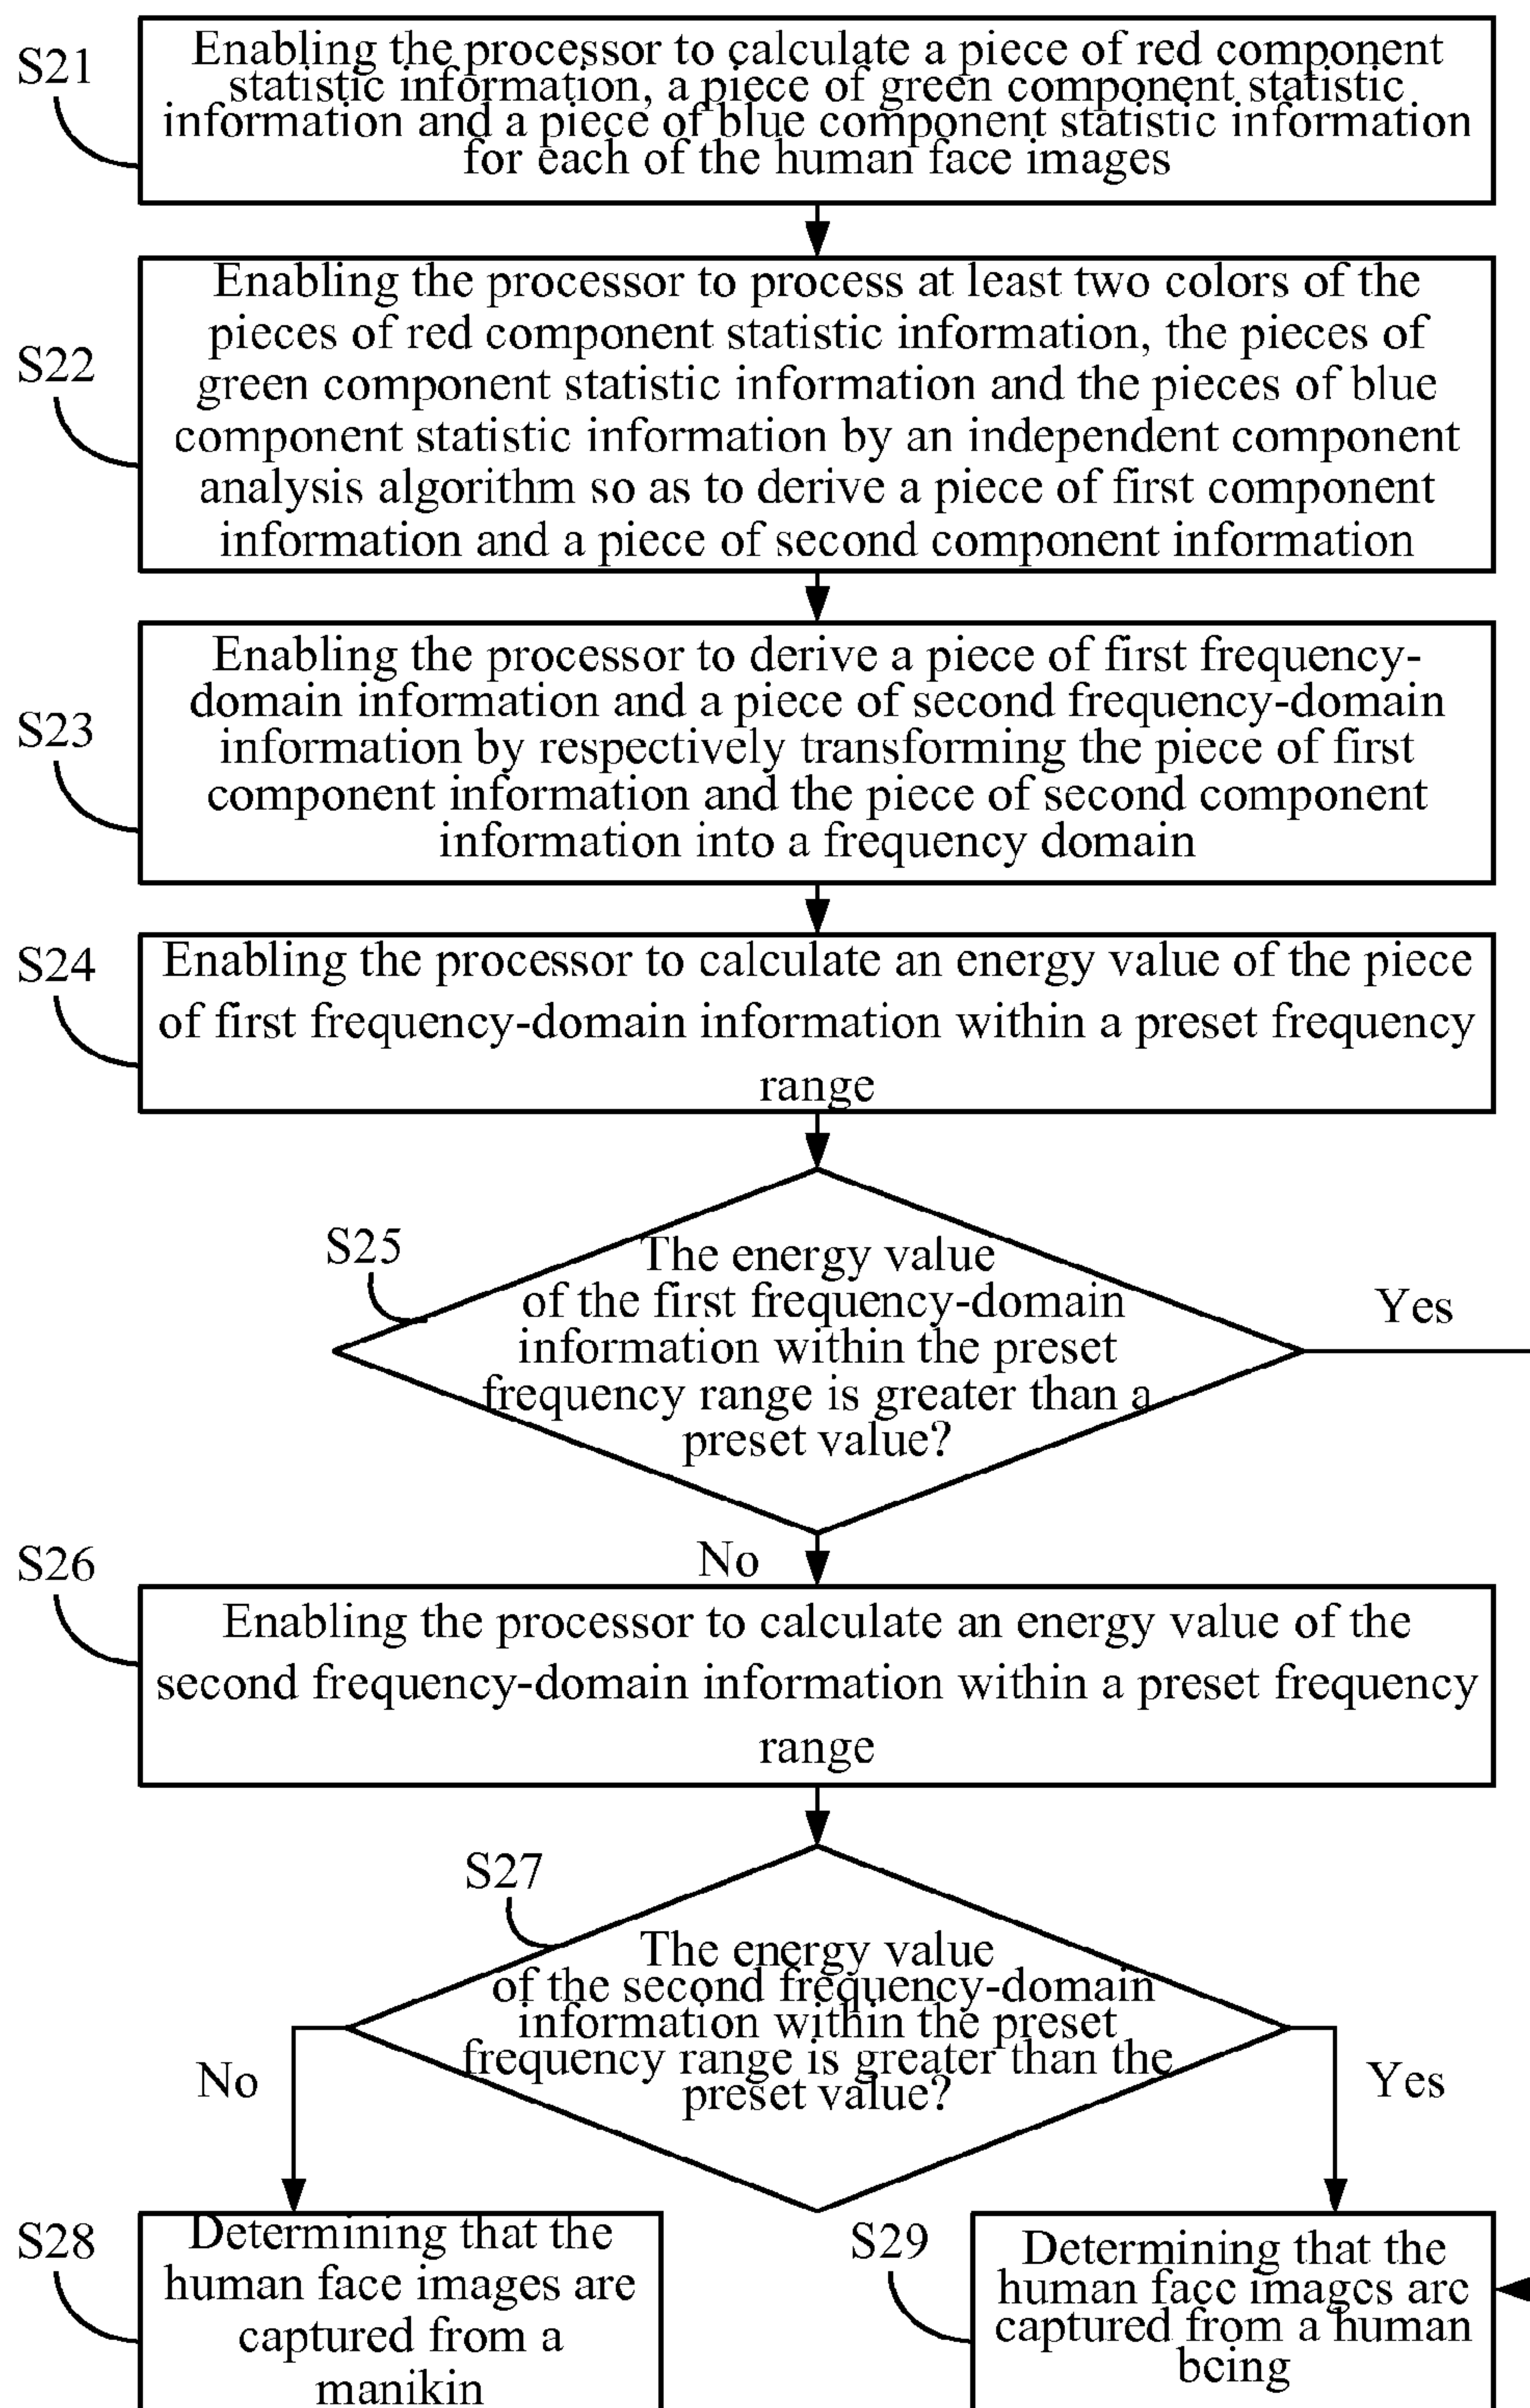 S21
Enabling the processor to calculate a piece of red component
statistic information, a piece of green component statistic
information and a piece of blue component statistic information
for each of the human face images
S22
Enabling the processor to process at least two colors of the
pieces of red component statistic information, the pieces of
green component statistic information and the pieces of blue
component statistic information by an independent component
analysis algorithm so as to derive a piece of first component
information and a piece of second component information
S23
Enabling the processor to derive a piece of first frequency-
domain information and a piece of second frequency-domain
information by respectively transforming the piece of first
component information and the piece of second component
information into a frequency domain
S24
Enabling the processor to calculate an energy value of the piece
of first frequency-domain information within a preset frequency
range
S25
The energy value
of the first frequency-domain
information within the preset
frequency range is greater than a
preset value?
Yes
No
S26
Enabling the processor to calculate an energy value of the
second frequency-domain information within a preset frequency
range
S27
The energy value
of the second frequency-domain
information within the preset
frequency range is greater than the
preset value?
No
Yes
S28
Determining that the
human face images are
captured from a
manikin
S29
Determining that the
human face images are
captured from a human
being